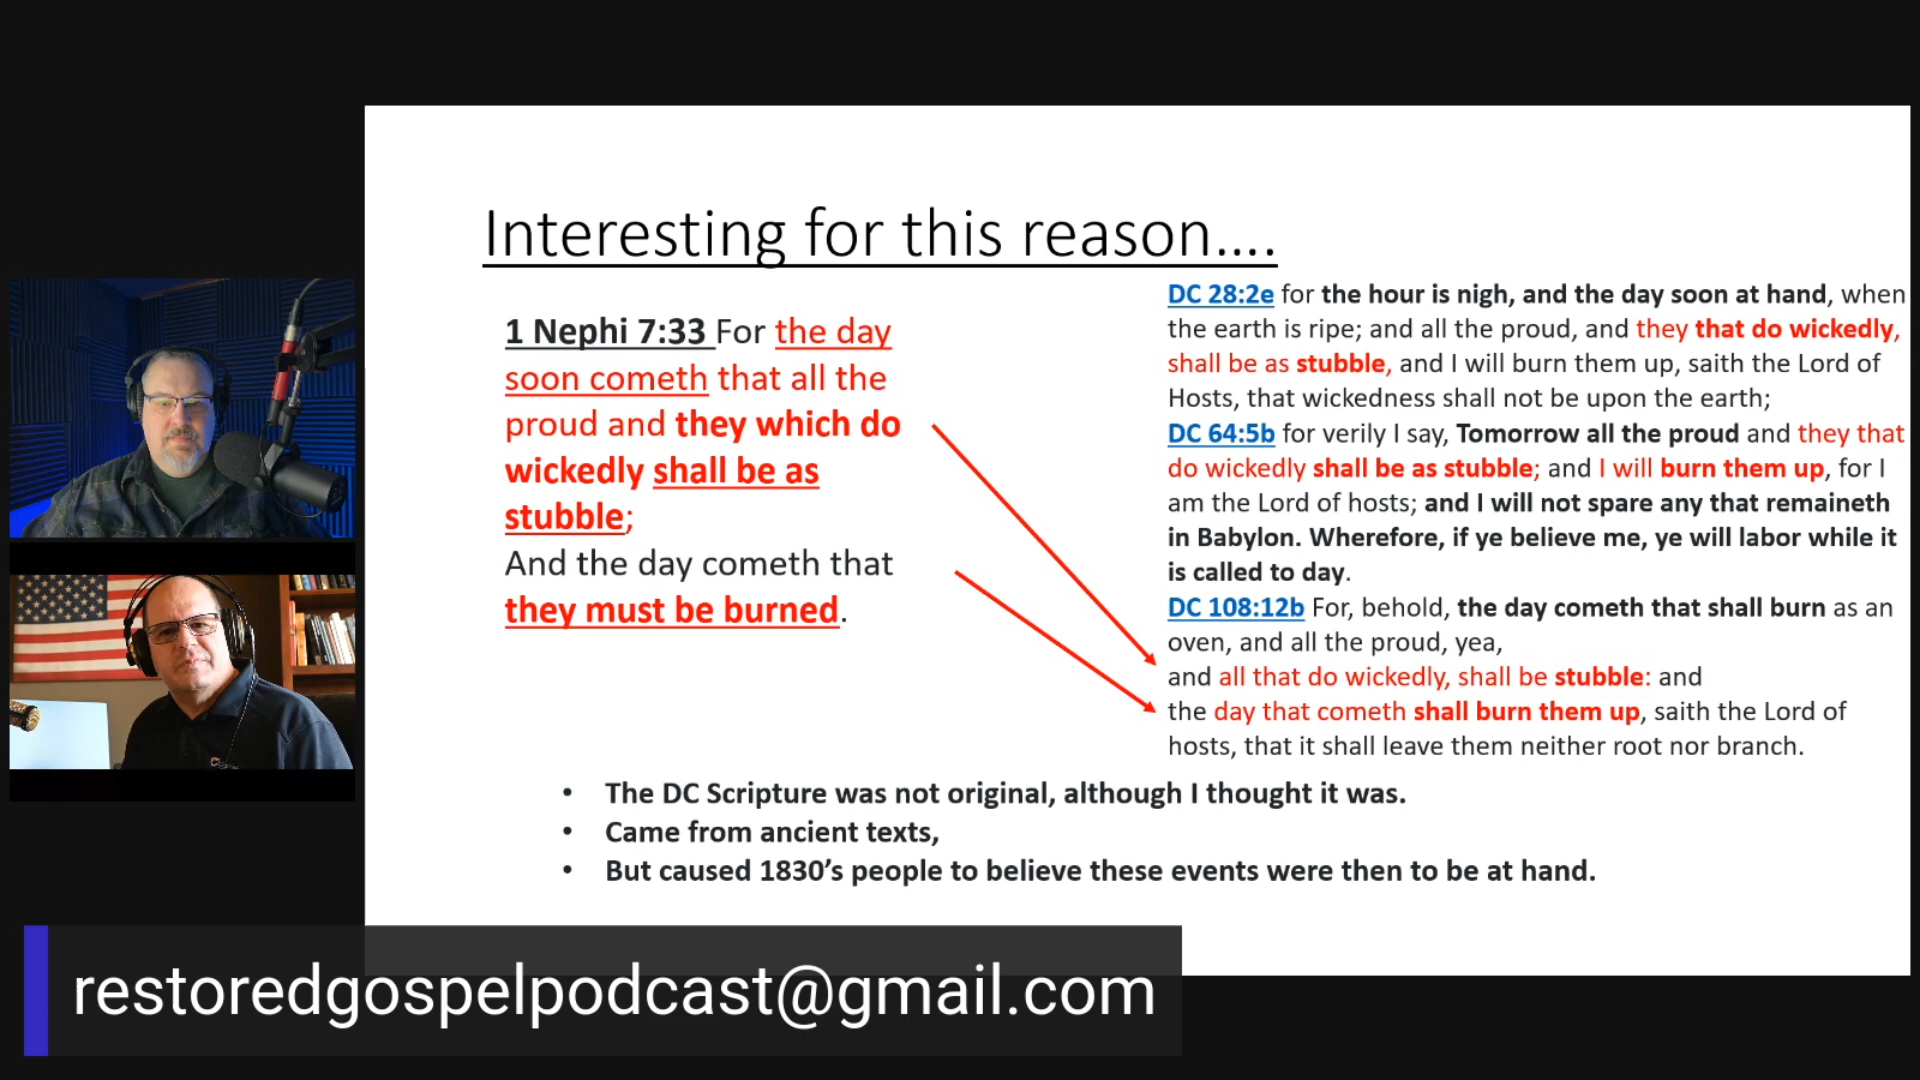 Interesting for this reason....
1 Nephi 7:33 For the day
soon cometh that all the
proud and they which do
wickedly shall be as
stubble;
And the day cometh that
they must be burned.
DC 28:2e for the hour is nigh, and the day soon at hand, when
the earth is ripe; and all the proud, and they that do wickedly,
shall be as stubble, and I will burn them up, saith the Lord of
Hosts, that wickedness shall not be upon the earth;
DC 64:5b for verily I say, Tomorrow all the proud and they that
do wickedly shall be as stubble; and I will burn them up, for I
am the Lord of hosts; and I will not spare any that remaineth
in Babylon. Wherefore, if ye believe me, ye will labor while it
is called to day.
DC 108:12b For, behold, the day cometh that shall burn as an
oven, and all the proud, yea,
and all that do wickedly, shall be stubble: and
the day that cometh shall burn them up, saith the Lord of
hosts, that it shall leave them neither root nor branch.
• The DC Scripture was not original, although I thought it was.
• Came from ancient texts,
• But caused 1830’s people to believe these events were then to be at hand.
restoredgospelpodcast@gmail.com